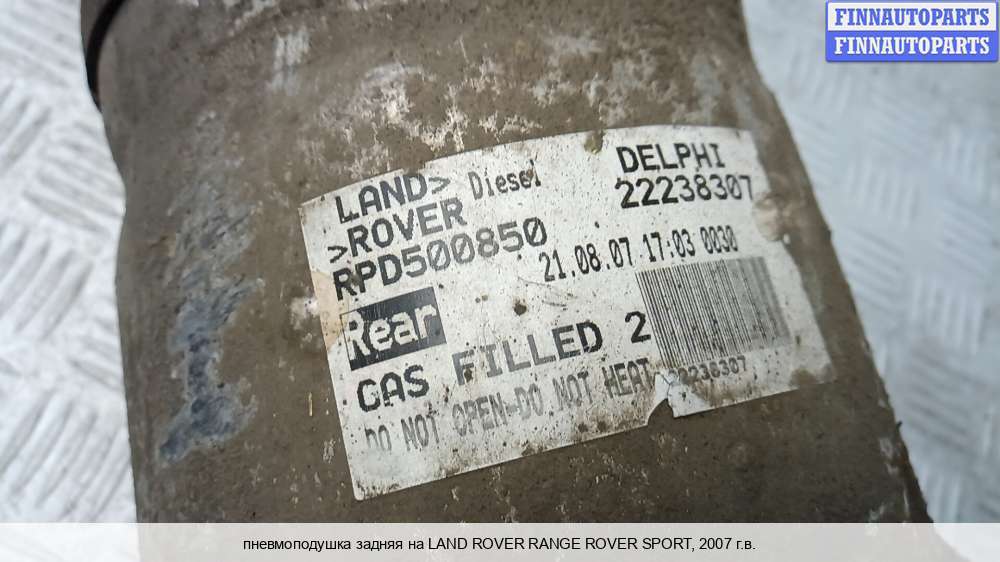 FINNAUTOPARTS
FINNAUTOPARTS
LAND> Diesel
>ROVER
RPD500850
DELPHI
22238307
21.08.07 17:03 0030
Rear
GAS FILLED 2
DO NOT OPEN-DO NOT HEAT
22238307
пневмоподушка задняя на LAND ROVER RANGE ROVER SPORT, 2007 г.в.